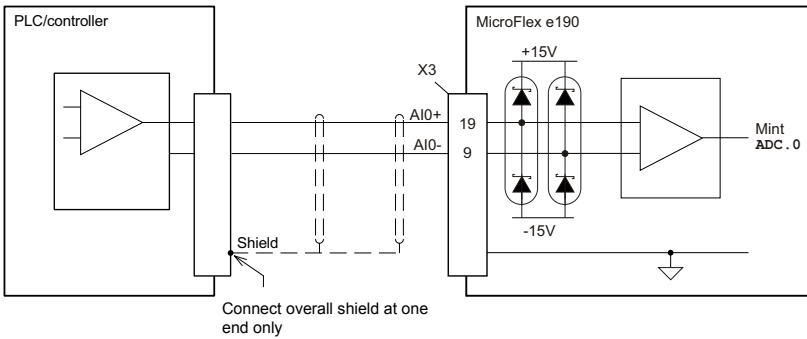 PLC/controller
MicroFlex e190
+15V
X3
AI0+
19
Mint
ADC.0
AI0-
9
-15V
Shield
Connect overall shield at one
end only